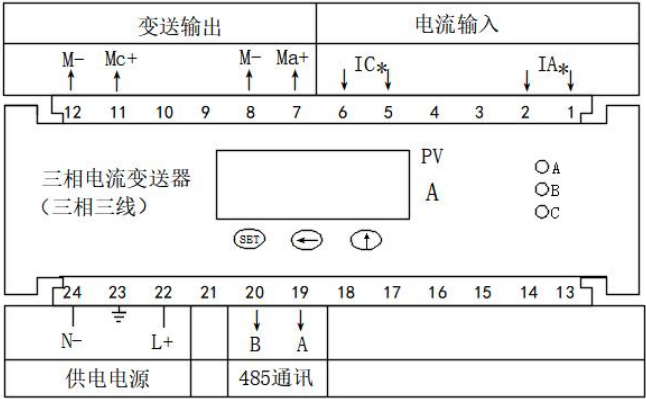 变送输出 电流输入
M- Mc+ M- Ma+ IC* IA*
12 11 10 9 8 7 6 5 4 3 2 1
三相电流变送器
（三相三线）
PV
A
A
B
C
SET
24 23 22 21 20 19 18 17 16 15 14 13
N- L+ B A
供电电源 485通讯